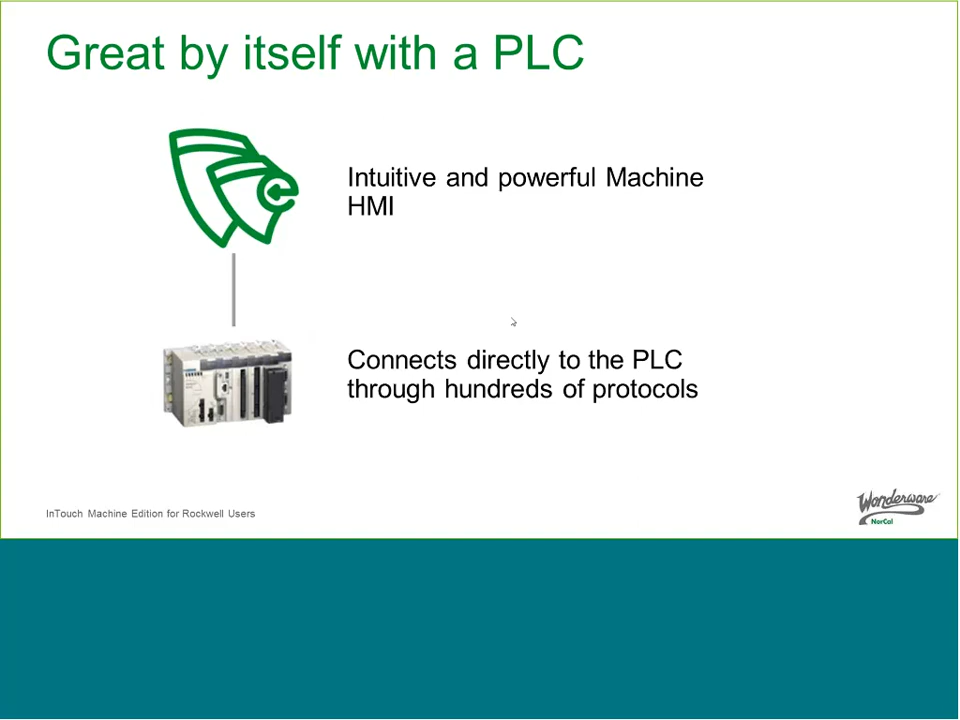 Great by itself with a PLC
Intuitive and powerful Machine
HMI
Connects directly to the PLC
through hundreds of protocols
InTouch Machine Edition for Rockwell Users
Wonderware
NorCal